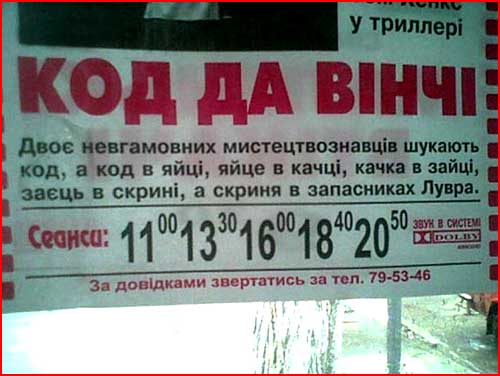 у триллері
КОД ДА ВІНЧІ
Двоє невгамовних мистецтвознавців шукають
код, а код в яйці, яйце в качці, качка в зайці,
заєць в скрині, а скриня в запасниках Лувра.
Сеанси: 11 00 13 30 16 00 18 40 20 50 ЗВУК В СИСТЕМІ
DOLBY
За довідками звертатись за тел. 79-53-46